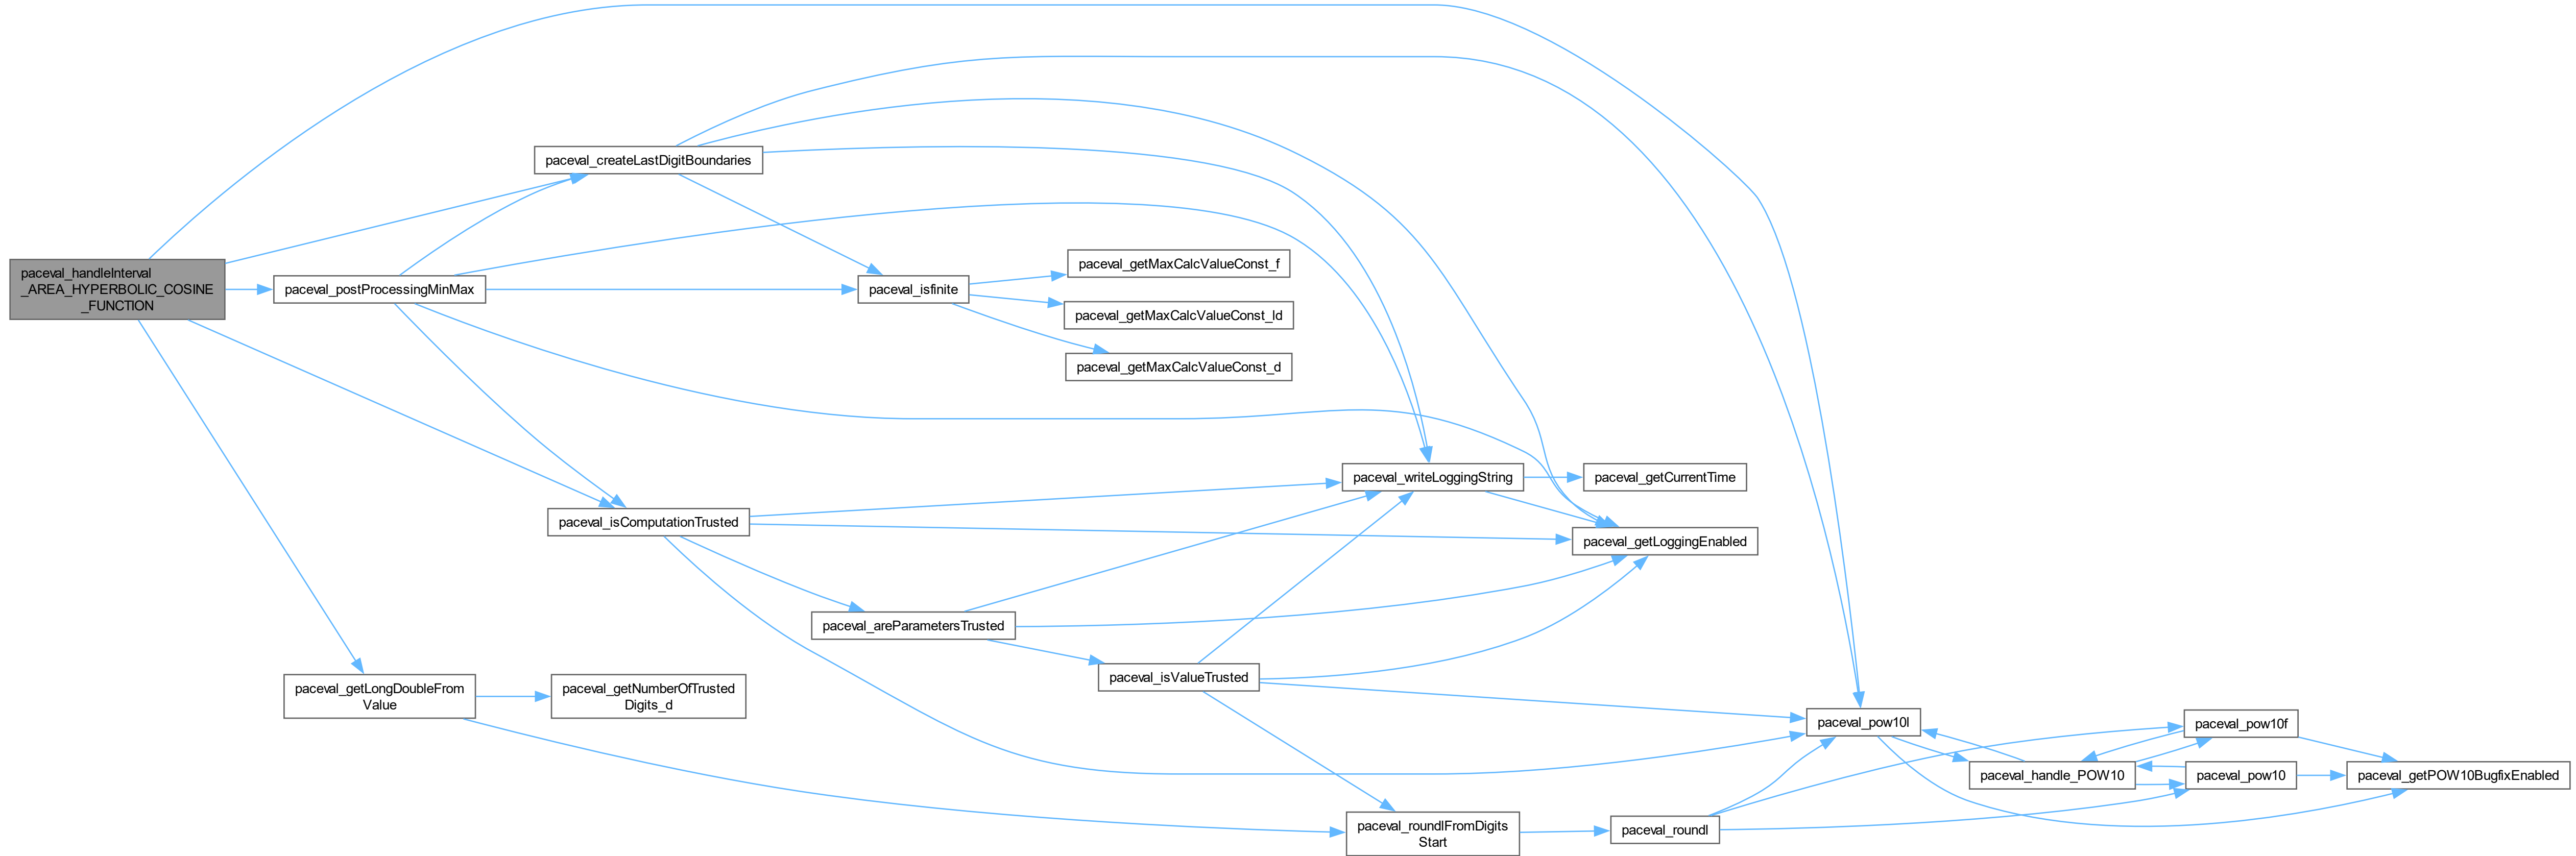 paceval_handleInterval
_AREA_HYPERBOLIC_COSINE
_FUNCTION
paceval_createLastDigitBoundaries
paceval_postProcessingMinMax
paceval_isfinite
paceval_getMaxCalcValueConst_f
paceval_getMaxCalcValueConst_ld
paceval_getMaxCalcValueConst_d
paceval_writeLoggingString
paceval_getCurrentTime
paceval_isComputationTrusted
paceval_getLoggingEnabled
paceval_areParametersTrusted
paceval_isValueTrusted
paceval_getLongDoubleFrom
Value
paceval_getNumberOfTrusted
Digits_d
paceval_pow10l
paceval_pow10f
paceval_handle_POW10
paceval_pow10
paceval_getPOW10BugfixEnabled
paceval_roundlFromDigits
Start
paceval_roundl